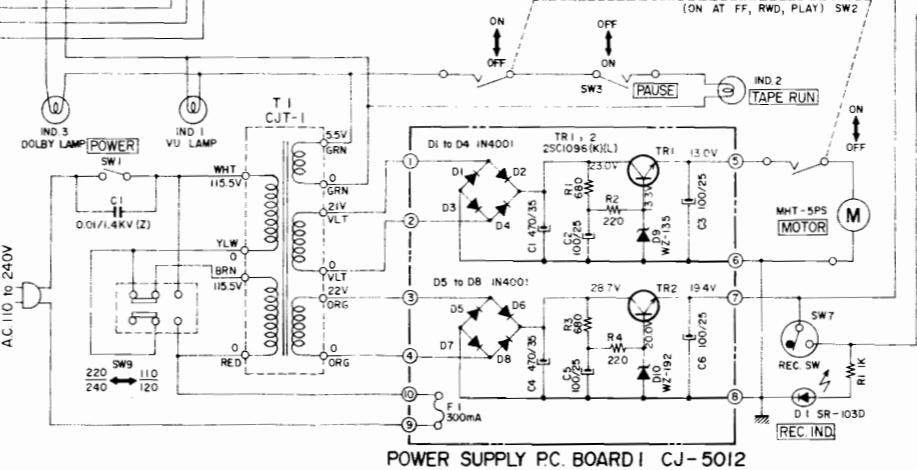 (ON AT FF, RWD, PLAY) SW2
ON
OFF
OFF
ON
SW3
PAUSE
IND.2
TAPE RUN
IND.3
DOLBY LAMP
IND.1
VU LAMP
POWER
SW1
C1
0.01/1.4KV(Z)
T1
CJT-1
WHT
115.5V
YLW
0
BRN
115.5V
0
RED
5.5V
GRN
0
GRN
21V
VLT
0
VLT
22V
ORG
0
ORG
A.C. 110 to 240V
SW9
220
240
110
120
F1
300mA
1
2
3
4
10
9
D1 to D4 1N4001
D1
D2
D3
D4
C1 470/35
TR1, 2
2SC1096(K)(L)
23.0V
R1
680
R2
220
C2
100/25
TR1
13.0V
13.3V
D9
WZ-135
C3
100/25
5
6
D5 to D8 1N4001
D5
D6
D7
D8
C4 470/35
28.7V
R3
680
R4
220
C5
100/25
TR2
19.4V
20.0V
D10
WZ-192
C6
100/25
7
8
ON
OFF
MHT-5PS
MOTOR
M
SW7
REC. SW
R1 1K
D1 SR-103D
REC. IND.
POWER SUPPLY P.C. BOARD1 CJ-5012